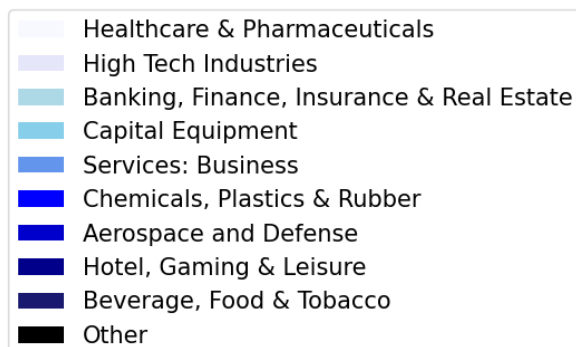 Healthcare & Pharmaceuticals
High Tech Industries
Banking, Finance, Insurance & Real Estate
Capital Equipment
Services: Business
Chemicals, Plastics & Rubber
Aerospace and Defense
Hotel, Gaming & Leisure
Beverage, Food & Tobacco
Other